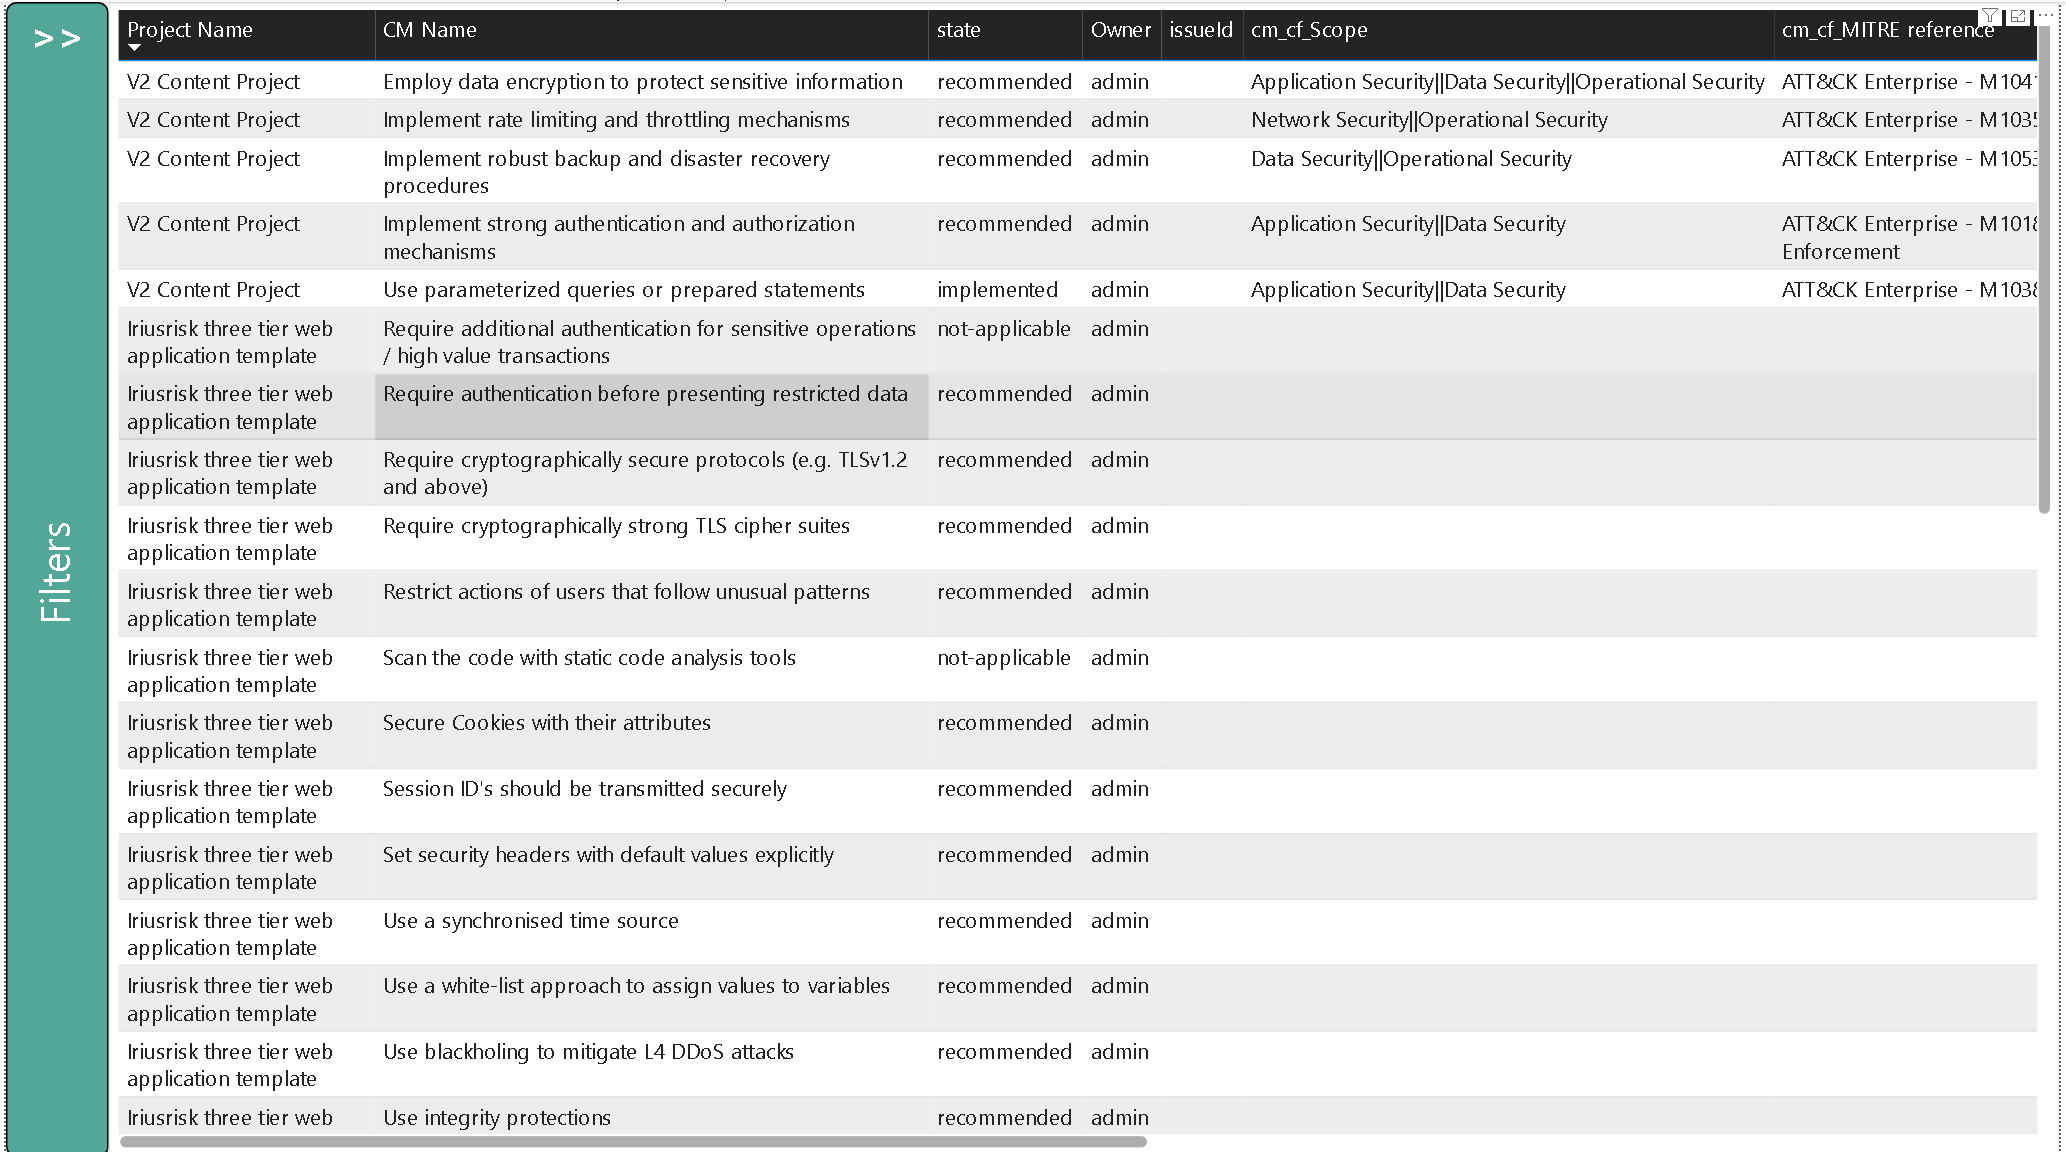 >>
Filters
Project Name CM Name state Owner issueId cm_cf_Scope cm_cf_MITRE reference
V2 Content Project Employ data encryption to protect sensitive information recommended admin Application Security||Data Security||Operational Security ATT&CK Enterprise - M1041
V2 Content Project Implement rate limiting and throttling mechanisms recommended admin Network Security||Operational Security ATT&CK Enterprise - M1035
V2 Content Project Implement robust backup and disaster recovery recommended admin Data Security||Operational Security ATT&CK Enterprise - M1053
procedures
V2 Content Project Implement strong authentication and authorization recommended admin Application Security||Data Security ATT&CK Enterprise - M1018
mechanisms Enforcement
V2 Content Project Use parameterized queries or prepared statements implemented admin Application Security||Data Security ATT&CK Enterprise - M1038
Iriusrisk three tier web Require additional authentication for sensitive operations not-applicable admin
application template / high value transactions
Iriusrisk three tier web Require authentication before presenting restricted data recommended admin
application template
Iriusrisk three tier web Require cryptographically secure protocols (e.g. TLSv1.2 recommended admin
application template and above)
Iriusrisk three tier web Require cryptographically strong TLS cipher suites recommended admin
application template
Iriusrisk three tier web Restrict actions of users that follow unusual patterns recommended admin
application template
Iriusrisk three tier web Scan the code with static code analysis tools not-applicable admin
application template
Iriusrisk three tier web Secure Cookies with their attributes recommended admin
application template
Iriusrisk three tier web Session ID's should be transmitted securely recommended admin
application template
Iriusrisk three tier web Set security headers with default values explicitly recommended admin
application template
Iriusrisk three tier web Use a synchronised time source recommended admin
application template
Iriusrisk three tier web Use a white-list approach to assign values to variables recommended admin
application template
Iriusrisk three tier web Use blackholing to mitigate L4 DDoS attacks recommended admin
application template
Iriusrisk three tier web Use integrity protections recommended admin